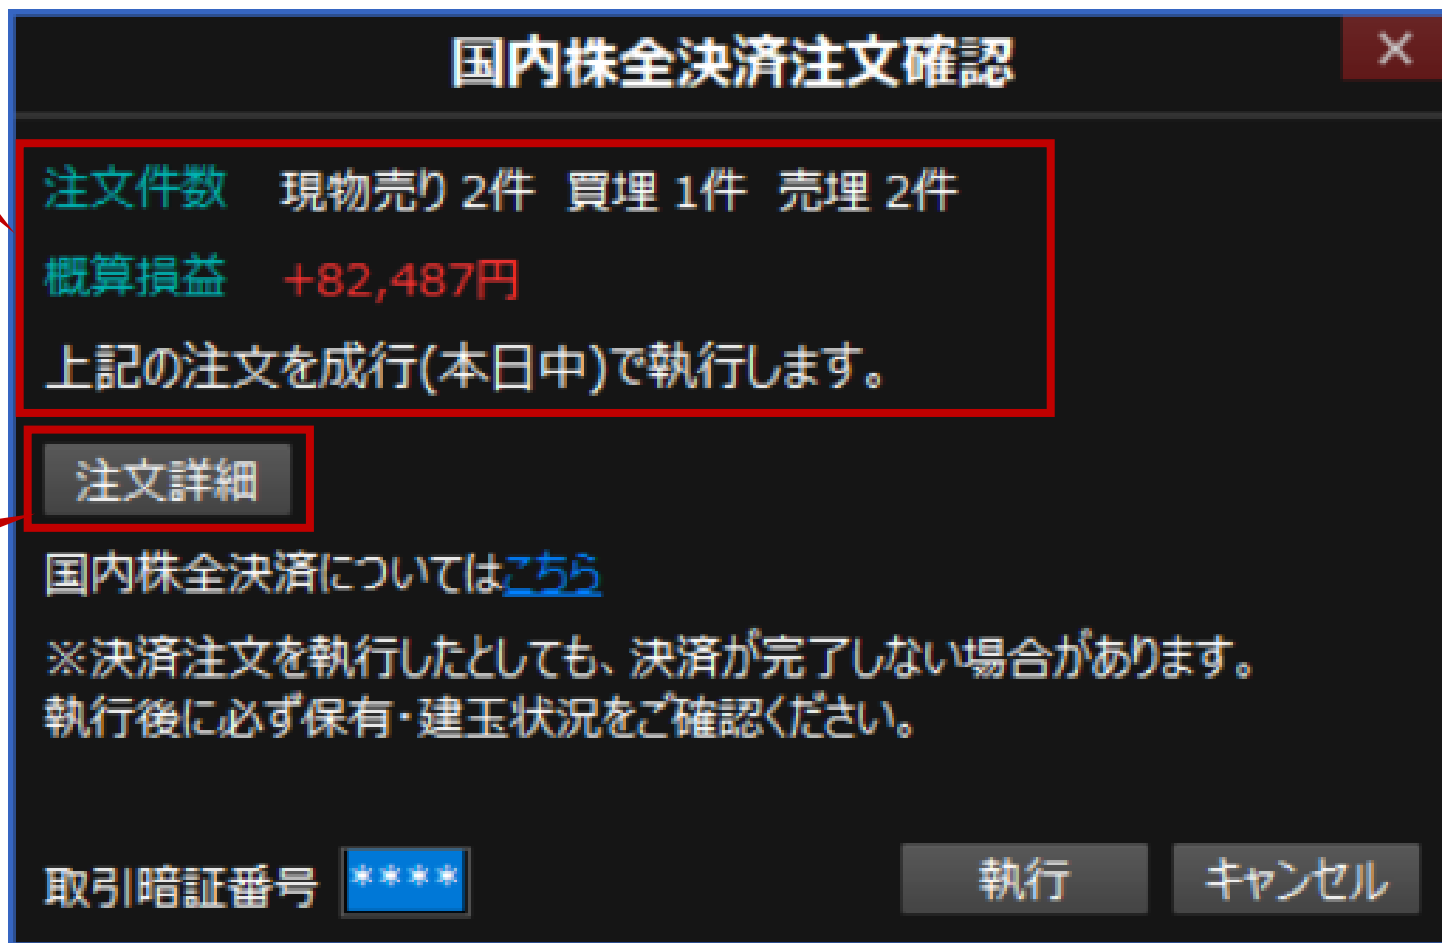 国内株全決済注文確認
×
注文件数 現物売り 2件 買埋 1件 売埋 2件
概算損益 +82,487円
上記の注文を成行(本日中)で執行します。
注文詳細
国内株全決済についてはこちら
※決済注文を執行したとしても、決済が完了しない場合があります。
執行後に必ず保有・建玉状況をご確認ください。
取引暗証番号 **** 執行 キャンセル